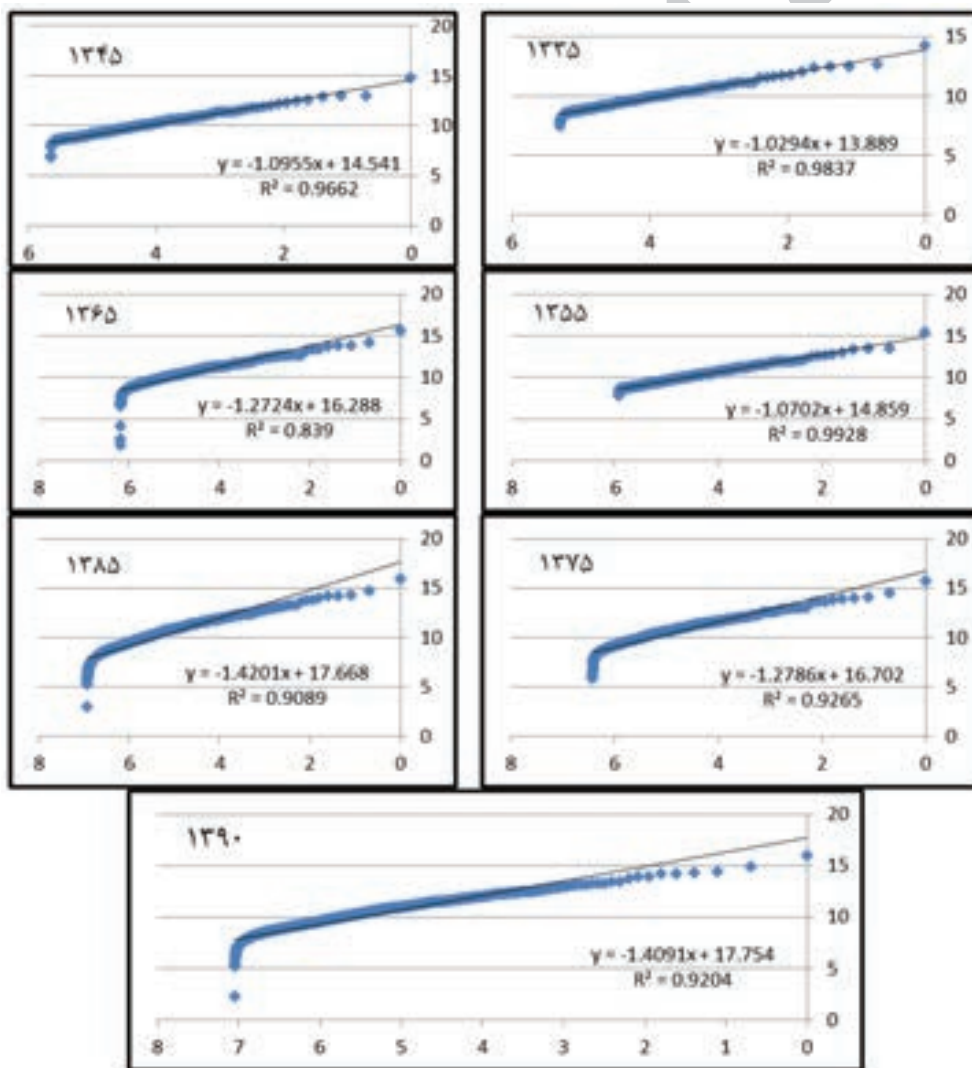 ۱۳۳۵
15
10
5
0
y = -1.0294x + 13.889
R² = 0.9837
6 4 2 0
۱۳۴۵
20
15
10
5
0
y = -1.0955x + 14.541
R² = 0.9662
6 4 2 0
۱۳۵۵
20
15
10
5
0
y = -1.0702x + 14.859
R² = 0.9928
8 6 4 2 0
۱۳۶۵
20
15
10
5
0
y = -1.2724x + 16.288
R² = 0.839
8 6 4 2 0
۱۳۷۵
20
15
10
5
0
y = -1.2786x + 16.702
R² = 0.9265
8 6 4 2 0
۱۳۸۵
20
15
10
5
0
y = -1.4201x + 17.668
R² = 0.9089
8 6 4 2 0
۱۳۹۰
20
15
10
5
0
y = -1.4091x + 17.754
R² = 0.9204
8 7 6 5 4 3 2 1 0